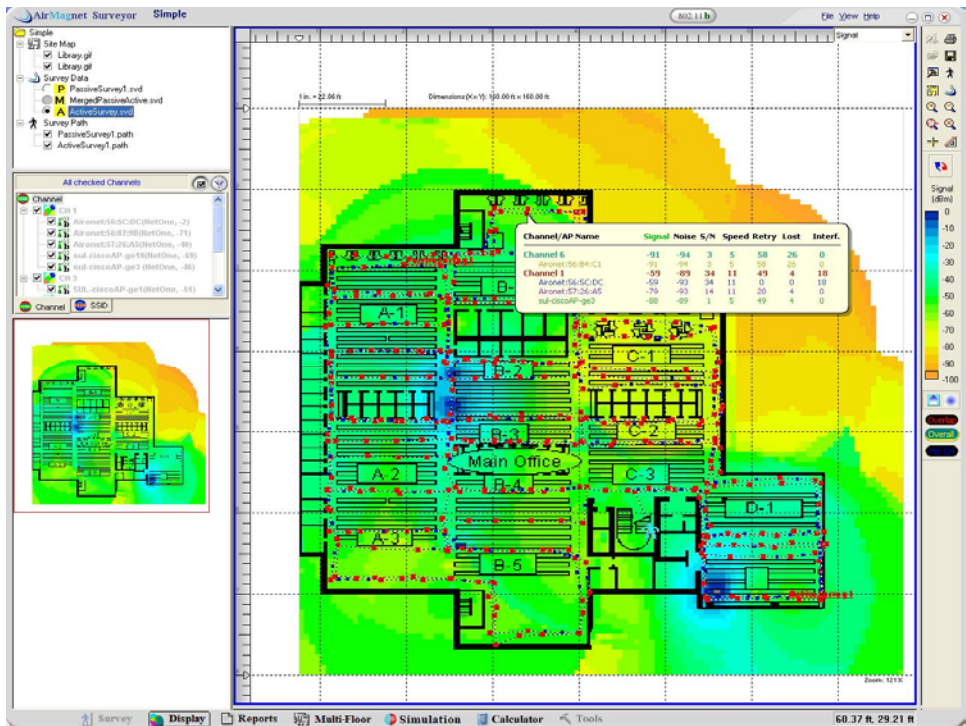 AirMagnet Surveyor Simple
802.11b
File View Help
Simple
Site Map
Library.gif
Library.gif
Survey Data
P PassiveSurvey1.svd
M MergedPassiveActive.svd
A ActiveSurvey.svd
Survey Path
PassiveSurvey1.path
ActiveSurvey1.path
All checked Channels
Channel
CH 1
Aironet:56:5C:DC(NetOne, -2)
Aironet:56:B7:9B(NetOne, -71)
Aironet:57:26:A5(NetOne, -40)
sul-ciscoAP-ge3(NetOne, -46)
CH 3
SUL-ciscoAP-ge1(NetOne, -51)
Channel
SSID
Signal
1 in. = 22.06 ft
Dimensions (X x Y): 160.00 ft x 160.00 ft
Channel/AP Name Signal Noise S/N Speed Retry Lost Interf.
Channel 6 -91 -94 3 5 58 26 0
Aironet:56:B4:C1 -91 -94 3 5 58 26 0
Channel 1 -59 -89 34 11 49 4 18
Aironet:56:5C:DC -59 -93 34 11 0 0 18
Aironet:57:26:A5 -79 -93 14 11 20 4 0
sul-ciscoAP-ge3 -88 -89 1 5 49 4 0
A-1
C-1
B-2
B-3
C-2
Main Office
A-2
B-4
C-3
D-1
A-3
B-5
Zoom: 121%
Signal
(dBm)
0
-10
-20
-30
-40
-50
-60
-70
-80
-90
-100
Overlap
Overall
Survey Display Reports Multi-Floor Simulation Calculator Tools
60.37 ft, 29.21 ft